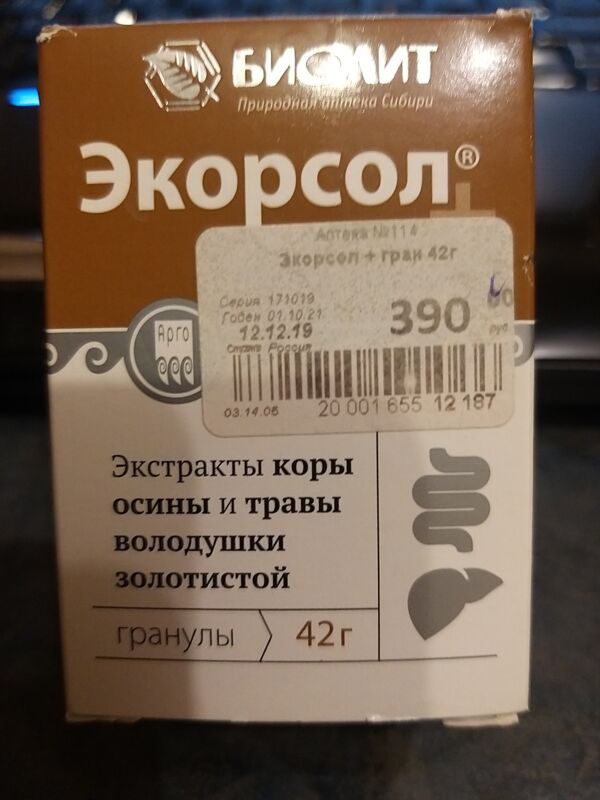 БИОЛИТ
Природная аптека Сибири
Экорсол®
+
Аптека №114
Экорсол + гран 42г
Серия 171019
Годен 01.10.21
12.12.19
390 00
руб
Страна Россия
03.14.05
20 001 655 12 187
Арго
Экстракты коры
осины и травы
володушки
золотистой
гранулы 42г